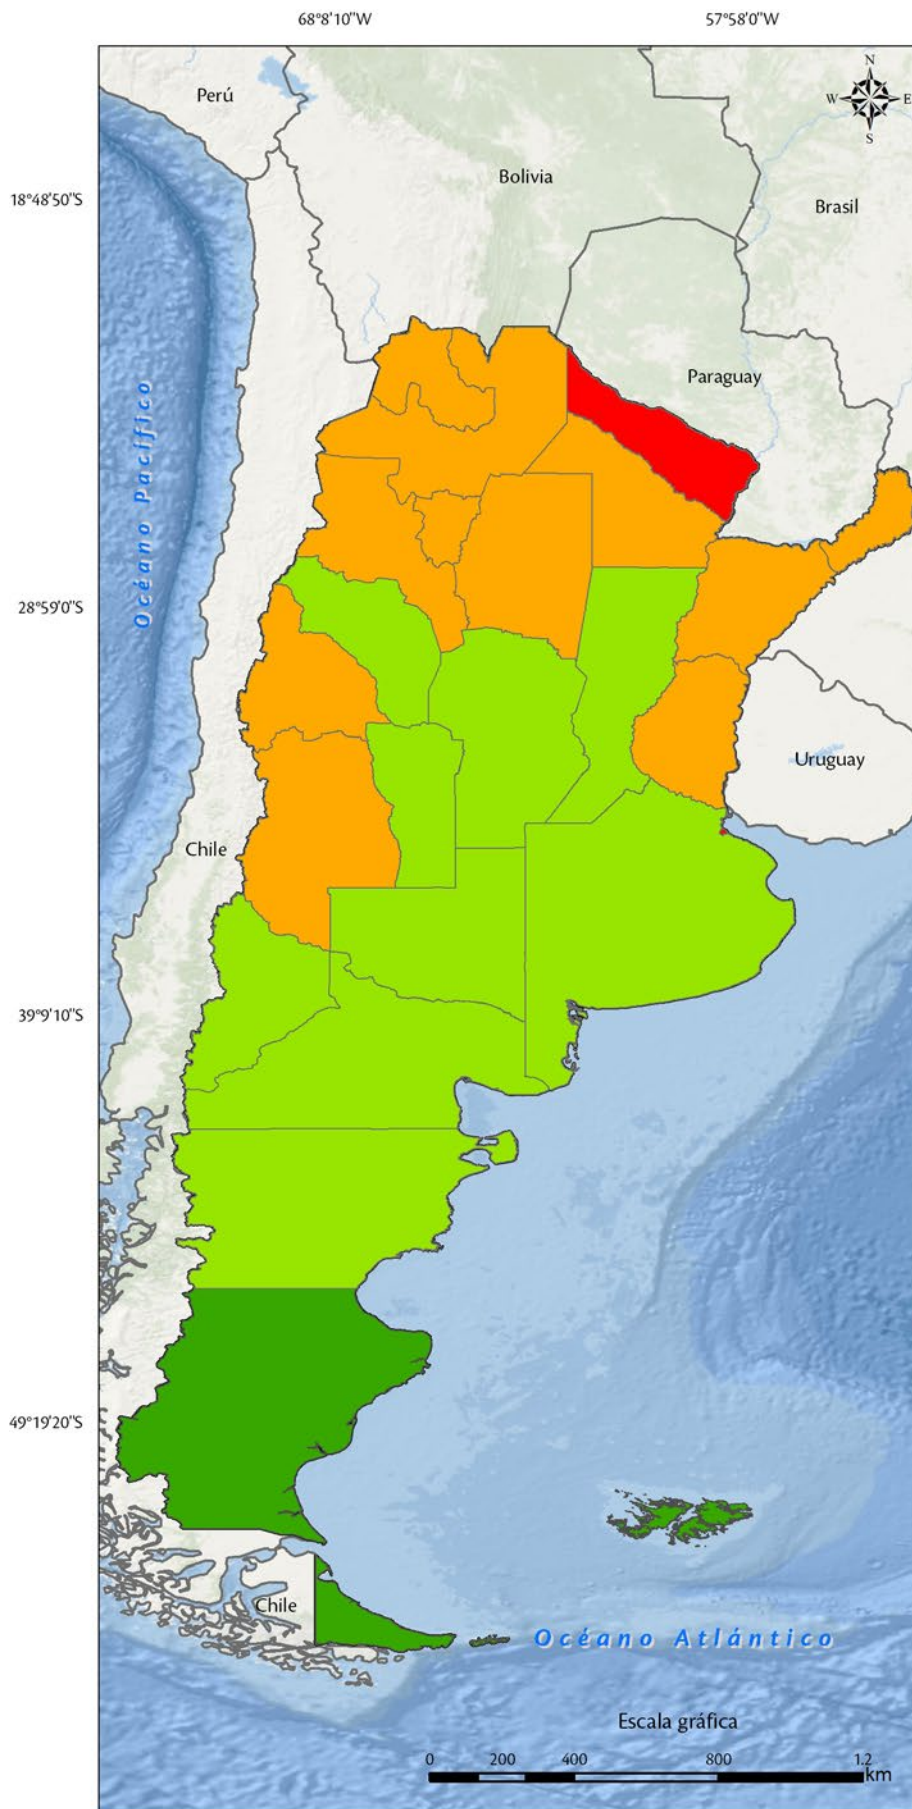 68°8'10"W
57°58'0"W
N
W
E
S
Perú
Bolivia
Brasil
18°48'50"S
Paraguay
Océano Pacífico
28°59'0"S
Uruguay
Chile
39°9'10"S
49°19'20"S
Chile
Océano Atlántico
Escala gráfica
0 200 400 800 1.2
km